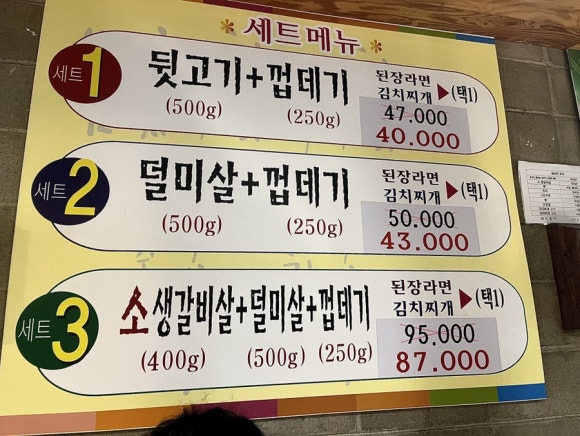 * 세트메뉴 *
세트1 뒷고기+껍데기
(500g) (250g)
된장라면
김치찌개 ▶(택1)
47.000
40.000
세트2 덜미살+껍데기
(500g) (250g)
된장라면
김치찌개 ▶(택1)
50.000
43.000
세트3 소생갈비살+덜미살+껍데기
(400g) (500g) (250g)
된장라면
김치찌개 ▶(택1)
95.000
87.000